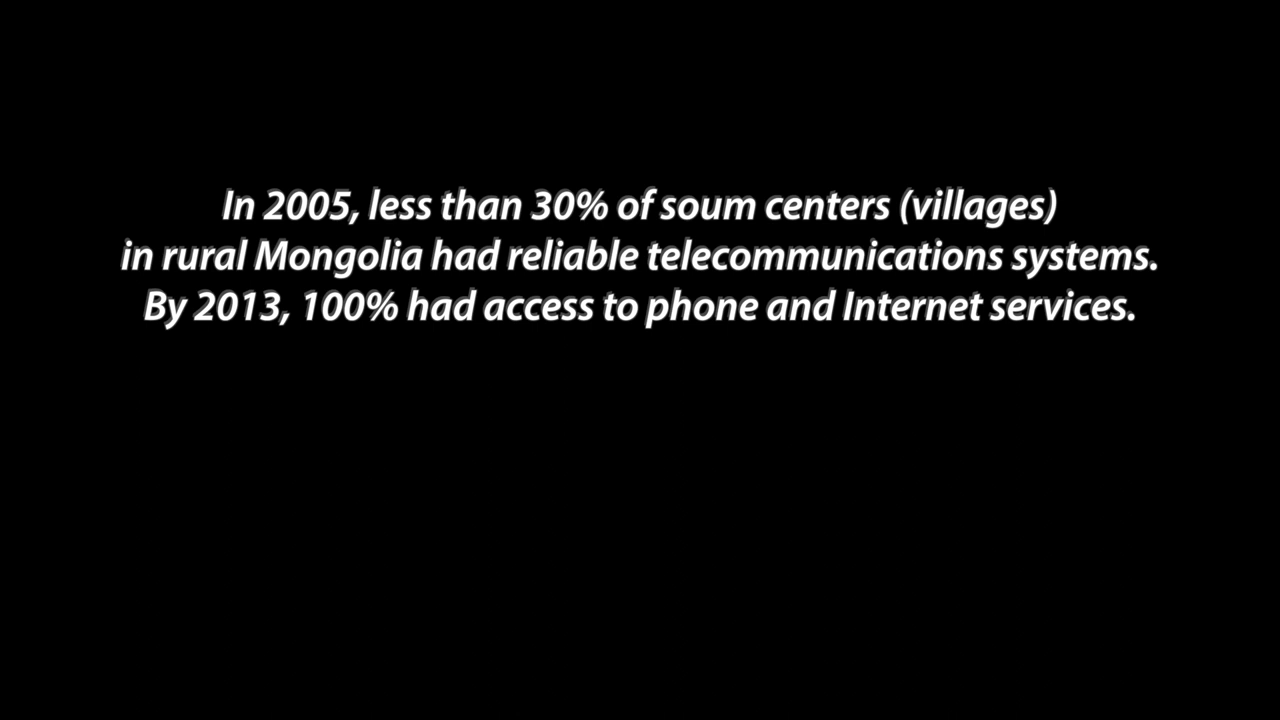 In 2005, less than 30% of soum centers (villages)
in rural Mongolia had reliable telecommunications systems.
By 2013, 100% had access to phone and Internet services.